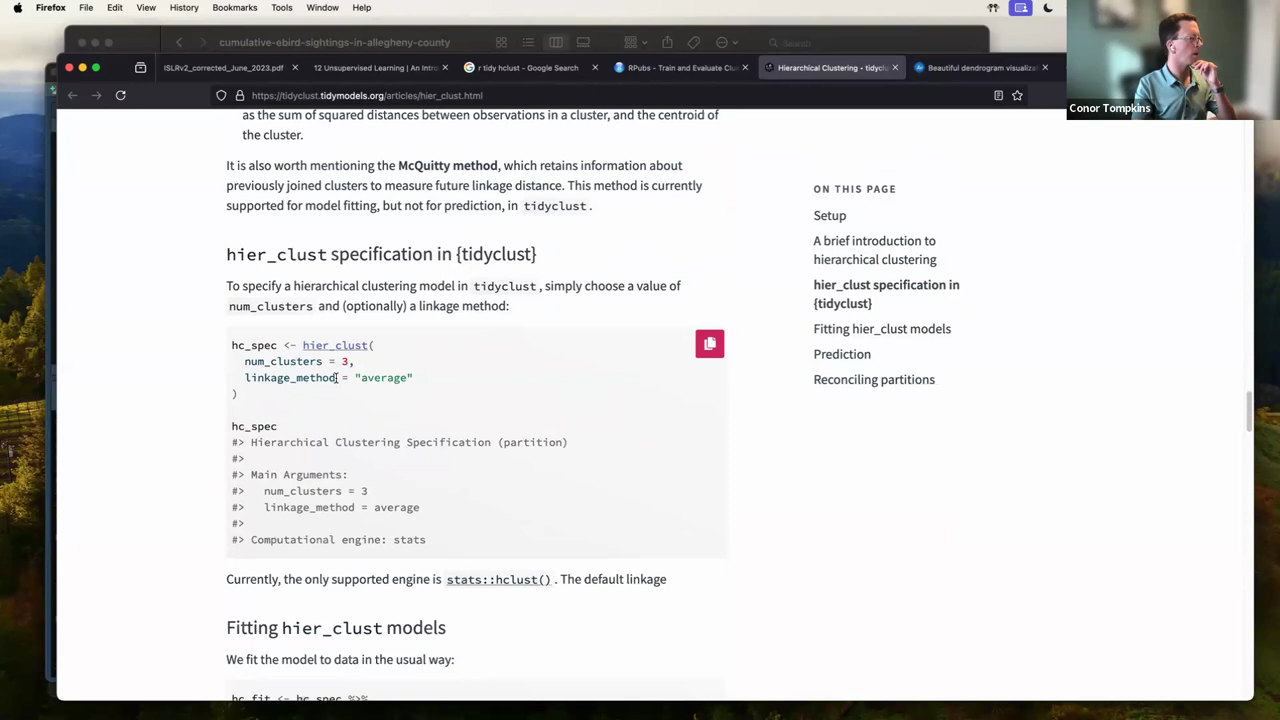 Firefox File Edit View History Bookmarks Tools Window Help
cumulative-ebird-sightings-in-allegheny-county
Search
ISLRv2_corrected_June_2023.pdf
12 Unsupervised Learning | An Intro
r tidy hclust - Google Search
RPubs - Train and Evaluate Clus
Hierarchical Clustering • tidyclu
Beautiful dendrogram visualizat
https://tidyclust.tidymodels.org/articles/hier_clust.html
Conor Tompkins
as the sum of squared distances between observations in a cluster, and the centroid of
the cluster.
It is also worth mentioning the McQuitty method, which retains information about
previously joined clusters to measure future linkage distance. This method is currently
supported for model fitting, but not for prediction, in tidyclust.
hier_clust specification in {tidyclust}
To specify a hierarchical clustering model in tidyclust, simply choose a value of
num_clusters and (optionally) a linkage method:
hc_spec <- hier_clust(
num_clusters = 3,
linkage_method = "average"
)
hc_spec
#> Hierarchical Clustering Specification (partition)
#>
#> Main Arguments:
#>   num_clusters = 3
#>   linkage_method = average
#>
#> Computational engine: stats
Currently, the only supported engine is stats::hclust(). The default linkage
Fitting hier_clust models
We fit the model to data in the usual way:
hc_fit <- hc_spec %>%
ON THIS PAGE
Setup
A brief introduction to
hierarchical clustering
hier_clust specification in
{tidyclust}
Fitting hier_clust models
Prediction
Reconciling partitions